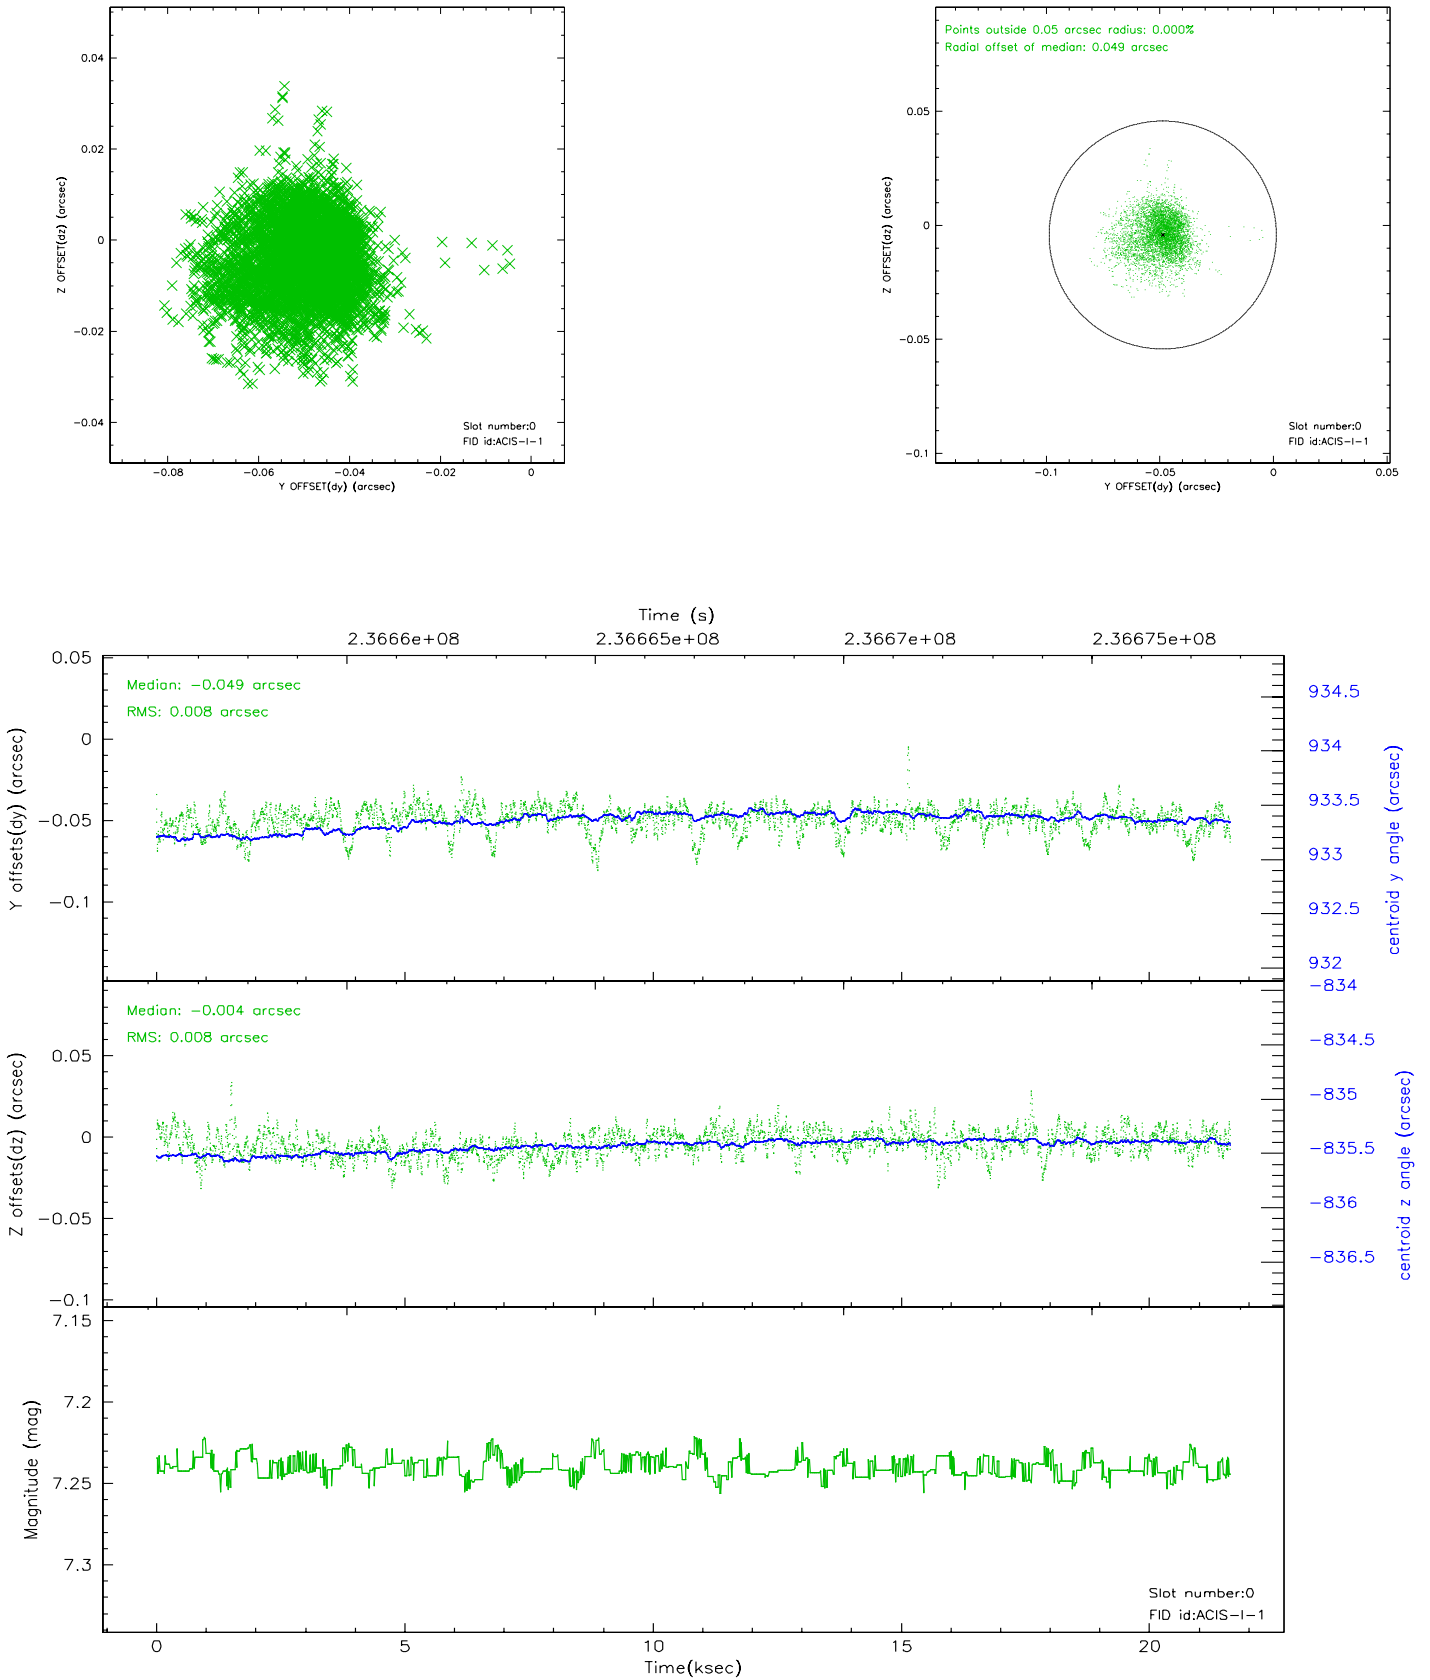 0.04
0.02
0
-0.02
-0.04
Z OFFSET(dz) (arcsec)
Slot number:0
FID id:ACIS-I-1
-0.08
-0.06
-0.04
-0.02
0
Y OFFSET(dy) (arcsec)
Points outside 0.05 arcsec radius: 0.000%
Radial offset of median: 0.049 arcsec
0.05
0
-0.05
-0.1
Z OFFSET(dz) (arcsec)
Slot number:0
FID id:ACIS-I-1
-0.1
-0.05
0
0.05
Y OFFSET(dy) (arcsec)
Time (s)
2.3666e+08
2.36665e+08
2.3667e+08
2.36675e+08
0.05
0
-0.05
-0.1
Y offsets(dy) (arcsec)
Median: -0.049 arcsec
RMS: 0.008 arcsec
934.5
934
933.5
933
932.5
932
centroid y angle (arcsec)
0.05
0
-0.05
-0.1
Z offsets(dz) (arcsec)
Median: -0.004 arcsec
RMS: 0.008 arcsec
-834
-834.5
-835
-835.5
-836
-836.5
centroid z angle (arcsec)
7.15
7.2
7.25
7.3
Magnitude (mag)
Slot number:0
FID id:ACIS-I-1
0
5
10
15
20
Time(ksec)